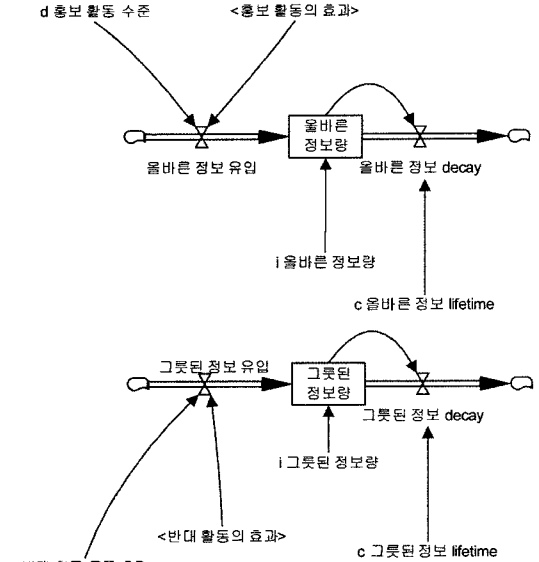 d 홍보 활동 수준
<홍보 활동의 효과>
올바른
정보량
올바른 정보 유입
올바른 정보 decay
i 올바른 정보량
c 올바른 정보 lifetime
그릇된 정보 유입
그릇된
정보량
그릇된 정보 decay
i 그릇된 정보량
<반대 활동의 효과>
c 그릇된 정보 lifetime